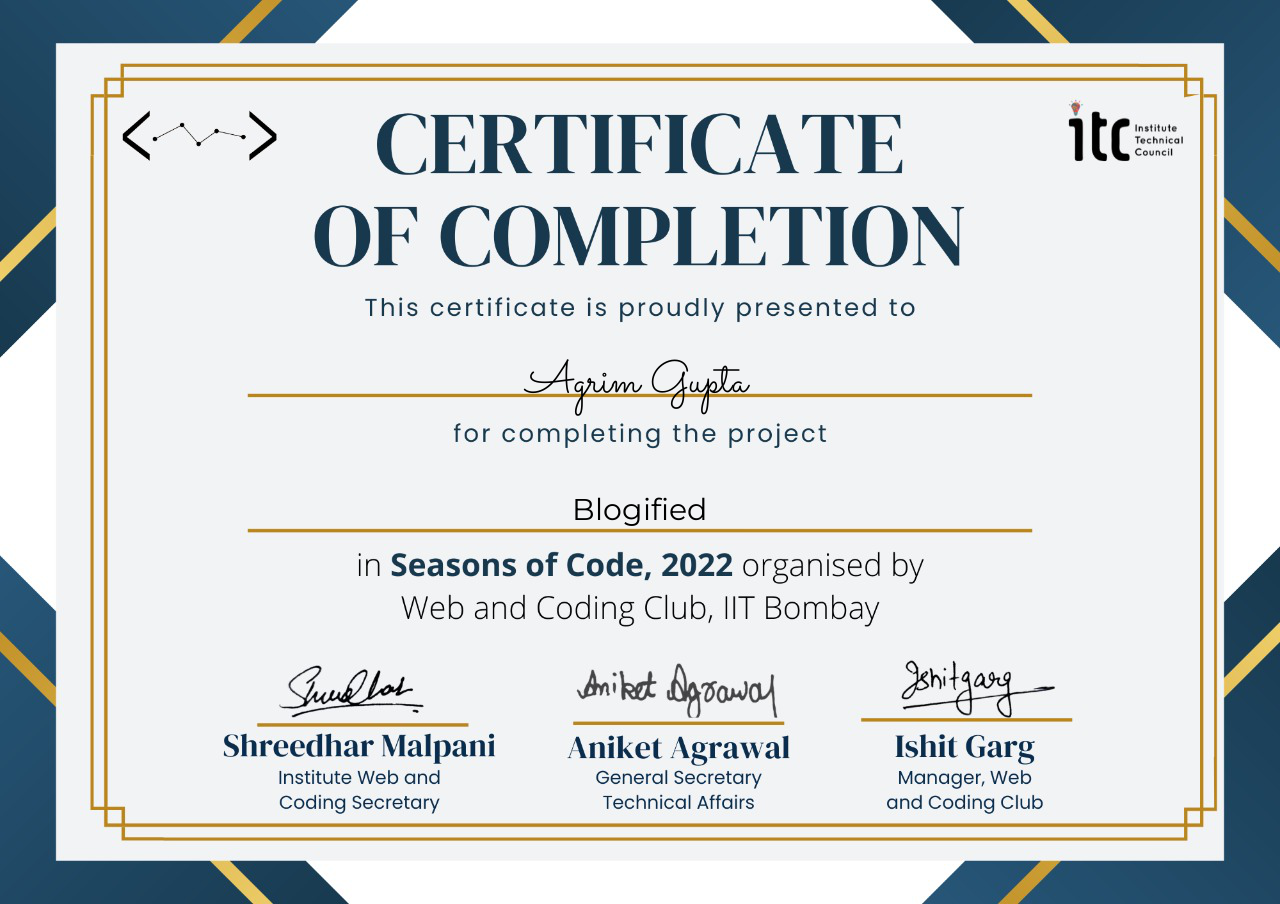 CERTIFICATE
OF COMPLETION
itc Institute
Technical
Council
This certificate is proudly presented to
Agrim Gupta
for completing the project
Blogified
in Seasons of Code, 2022 organised by
Web and Coding Club, IIT Bombay
Shreedhar
Aniket Agrawal
Ishitgarg
Shreedhar Malpani
Institute Web and
Coding Secretary
Aniket Agrawal
General Secretary
Technical Affairs
Ishit Garg
Manager, Web
and Coding Club